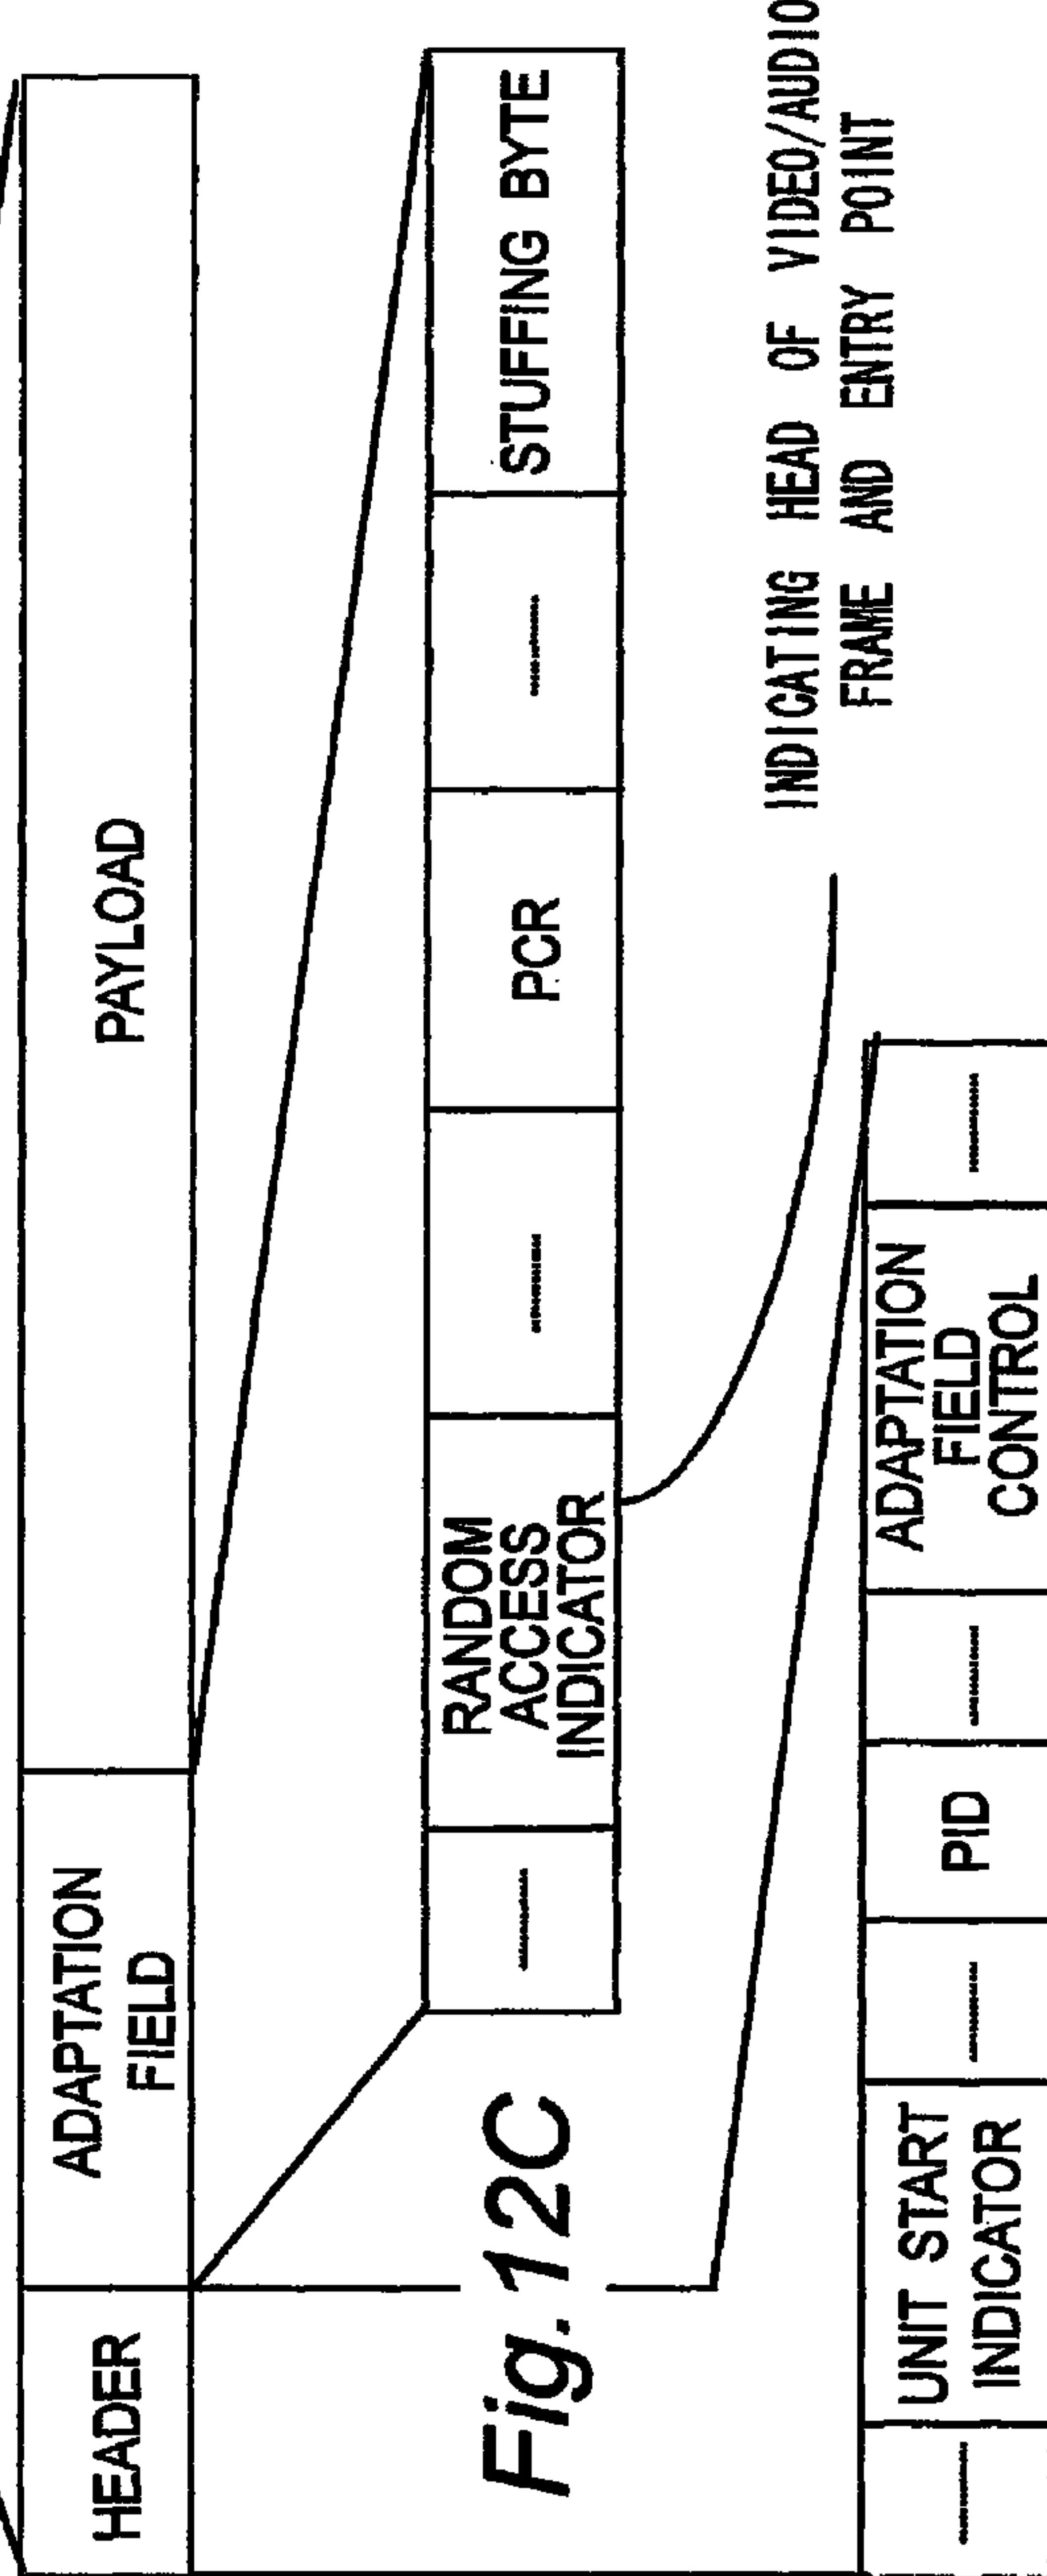 HEADER
ADAPTATION
FIELD
PAYLOAD
RANDOM
ACCESS
INDICATOR
PCR
STUFFING BYTE
Fig. 12C
INDICATING HEAD OF VIDEO/AUDIO
FRAME AND ENTRY POINT
UNIT START
INDICATOR
PID
ADAPTATION
FIELD
CONTROL